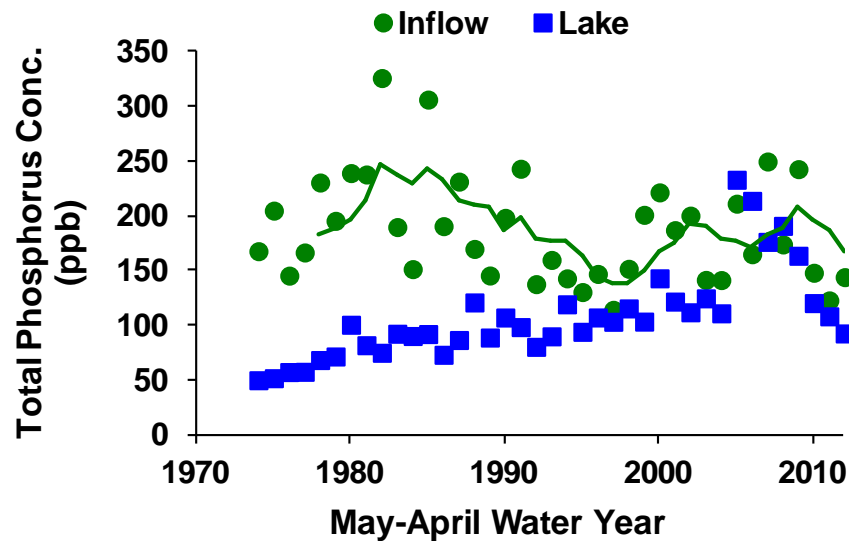 Inflow Lake
Total Phosphorus Conc.
(ppb)
350
300
250
200
150
100
50
0
1970 1980 1990 2000 2010
May-April Water Year